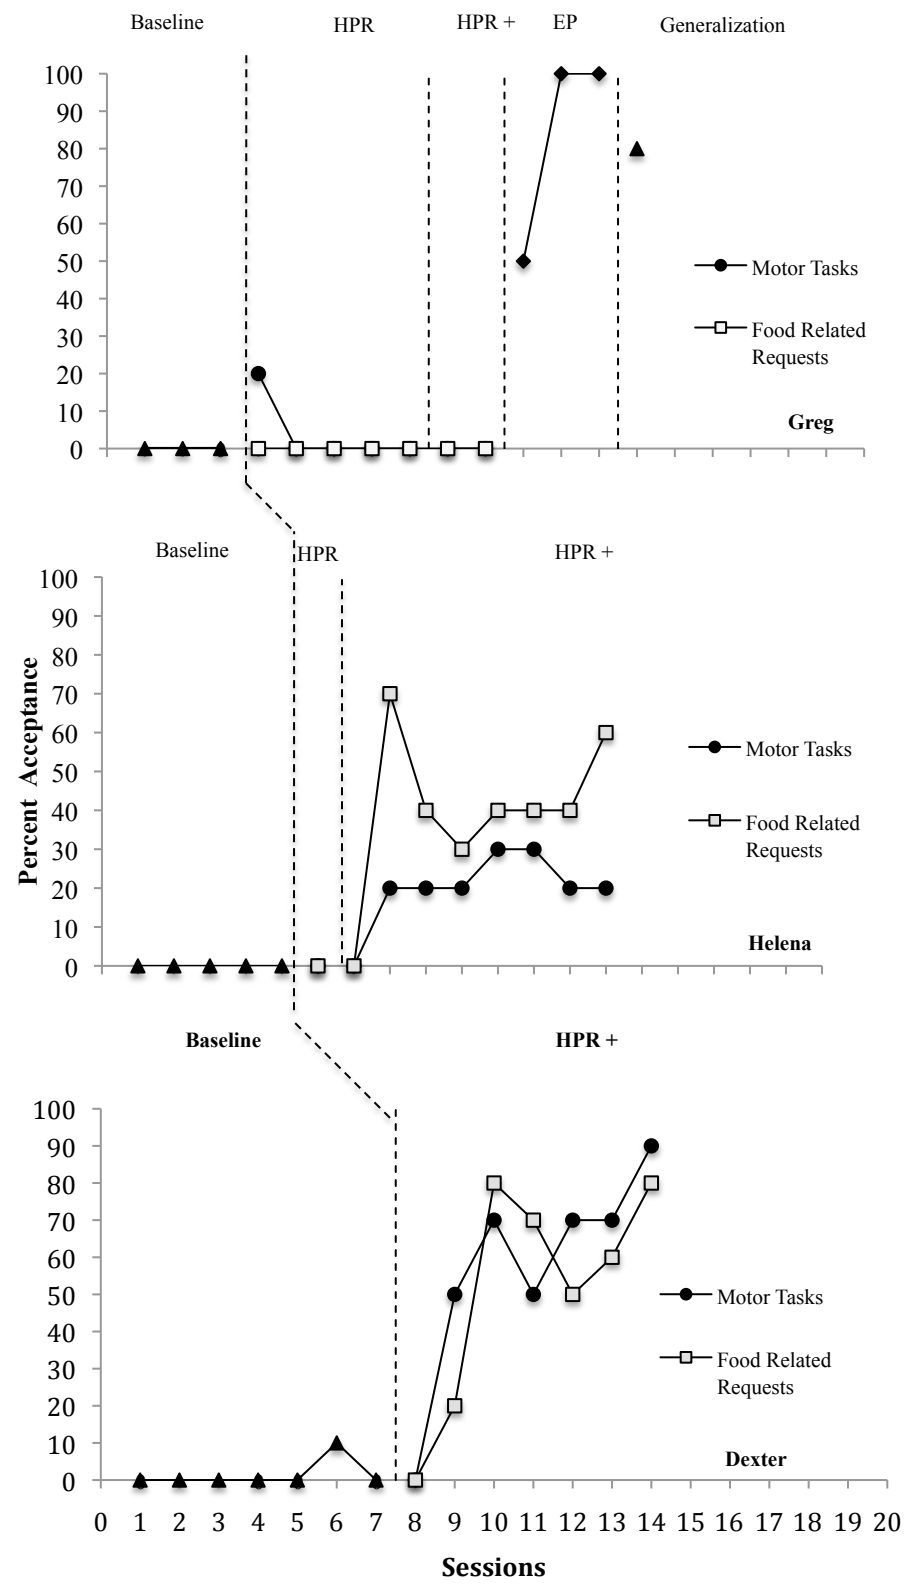 Baseline HPR HPR + EP Generalization
100
90
80
70
60
50
40
30
20
10
0
Motor Tasks
Food Related
Requests
Greg
Baseline HPR HPR +
100
90
80
70
60
50
40
30
20
10
0
Percent Acceptance
Motor Tasks
Food Related
Requests
Helena
Baseline HPR +
100
90
80
70
60
50
40
30
20
10
0
Motor Tasks
Food Related
Requests
Dexter
0 1 2 3 4 5 6 7 8 9 10 11 12 13 14 15 16 17 18 19 20
Sessions